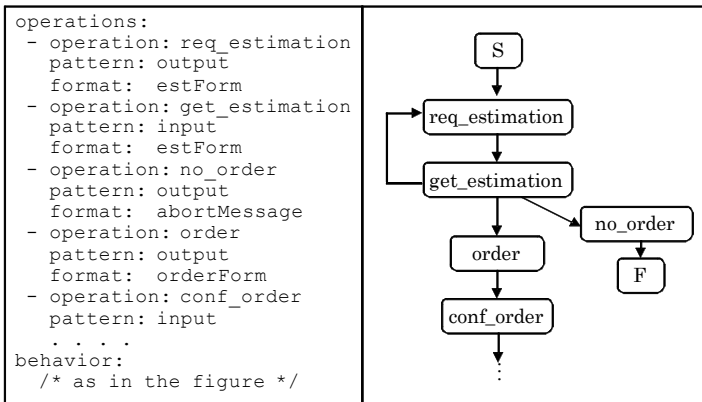 operations:
- operation: req_estimation
pattern: output
format: estForm
- operation: get_estimation
pattern: input
format: estForm
- operation: no_order
pattern: output
format: abortMessage
- operation: order
pattern: output
format: orderForm
- operation: conf_order
pattern: input
. . . .
behavior:
/* as in the figure */
S
req_estimation
get_estimation
no_order
order
F
conf_order